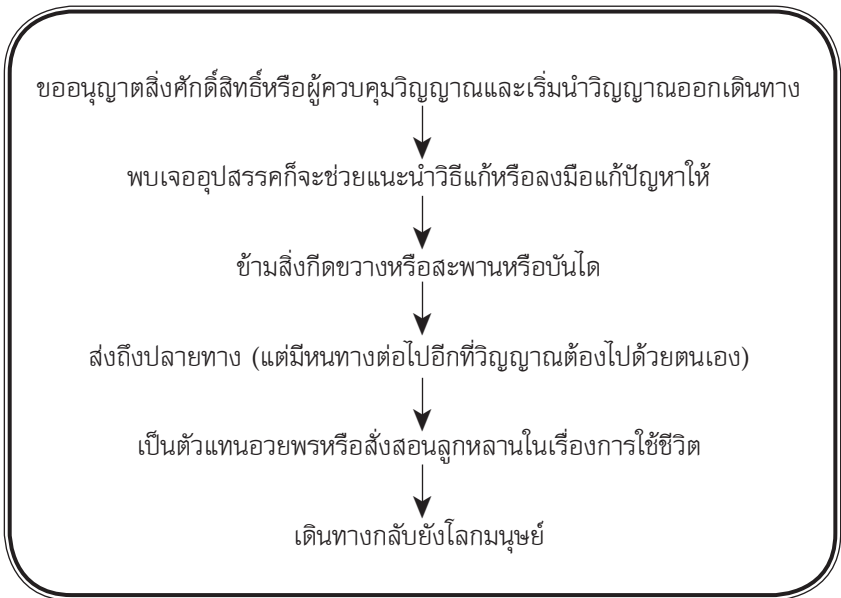 ขออนุญาตสิ่งศักดิ์สิทธิ์หรือผู้ควบคุมวิญญาณและเริ่มนำวิญญาณออกเดินทาง
พบเจออุปสรรคก็จะช่วยแนะนำวิธีแก้หรือลงมือแก้ปัญหาให้
ข้ามสิ่งกีดขวางหรือสะพานหรือบันได
ส่งถึงปลายทาง (แต่มีหนทางต่อไปอีกที่วิญญาณต้องไปด้วยตนเอง)
เป็นตัวแทนอวยพรหรือสั่งสอนลูกหลานในเรื่องการใช้ชีวิต
เดินทางกลับยังโลกมนุษย์